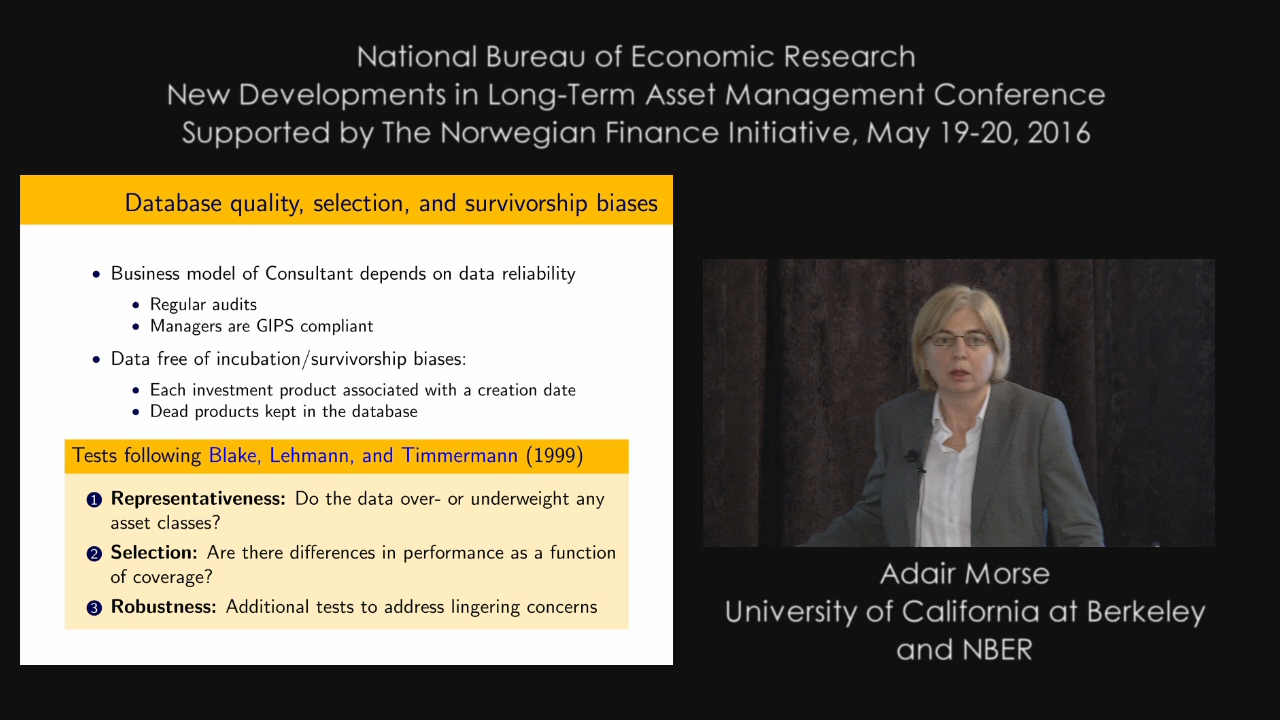 National Bureau of Economic Research
New Developments in Long-Term Asset Management Conference
Supported by The Norwegian Finance Initiative, May 19-20, 2016
Database quality, selection, and survivorship biases
• Business model of Consultant depends on data reliability
• Regular audits
• Managers are GIPS compliant
• Data free of incubation/survivorship biases:
• Each investment product associated with a creation date
• Dead products kept in the database
Tests following Blake, Lehmann, and Timmermann (1999)
1 Representativeness: Do the data over- or underweight any
asset classes?
2 Selection: Are there differences in performance as a function
of coverage?
3 Robustness: Additional tests to address lingering concerns
Adair Morse
University of California at Berkeley
and NBER